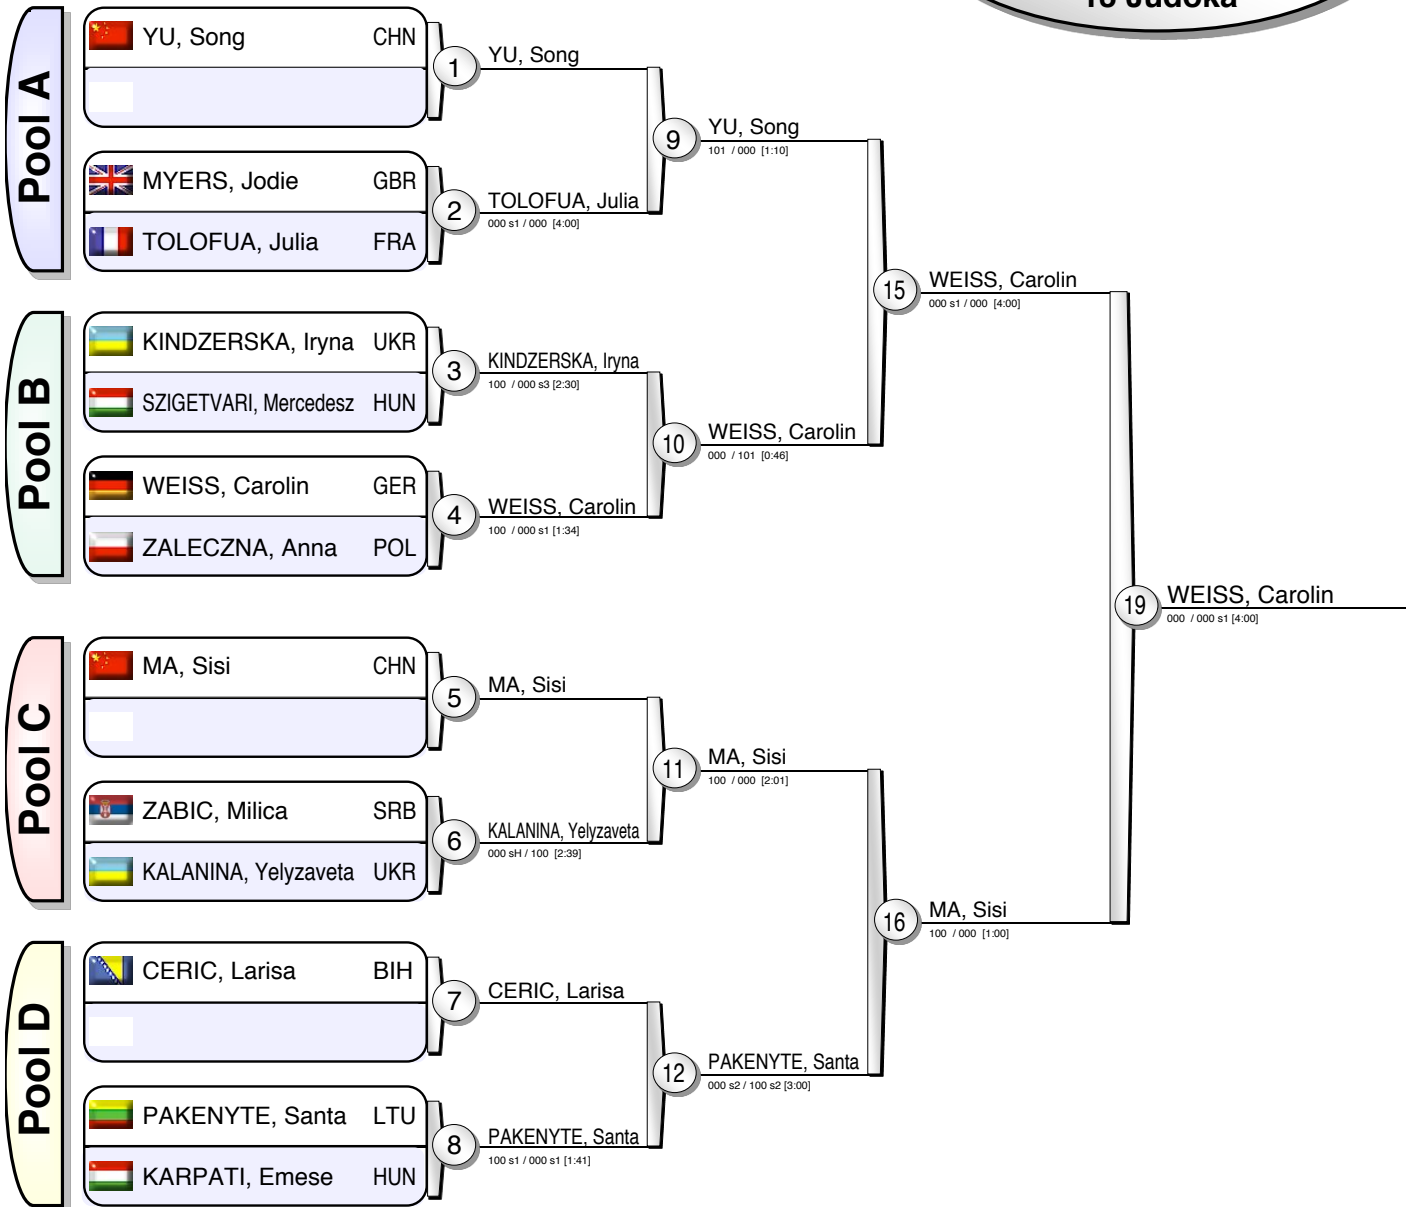 Pool A
YU, Song CHN
MYERS, Jodie GBR
TOLOFUA, Julia FRA
Pool B
KINDZERSKA, Iryna UKR
SZIGETVARI, Mercedesz HUN
WEISS, Carolin GER
ZALECZNA, Anna POL
Pool C
MA, Sisi CHN
ZABIC, Milica SRB
KALANINA, Yelyzaveta UKR
Pool D
CERIC, Larisa BIH
PAKENYTE, Santa LTU
KARPATI, Emese HUN
1 YU, Song
2 TOLOFUA, Julia
000 s1 / 000 [4:00]
3 KINDZERSKA, Iryna
100 / 000 s3 [2:30]
4 WEISS, Carolin
100 / 000 s1 [1:34]
5 MA, Sisi
6 KALANINA, Yelyzaveta
000 sH / 100 [2:39]
7 CERIC, Larisa
8 PAKENYTE, Santa
100 s1 / 000 s1 [1:41]
9 YU, Song
101 / 000 [1:10]
10 WEISS, Carolin
000 / 101 [0:46]
11 MA, Sisi
100 / 000 [2:01]
12 PAKENYTE, Santa
000 s2 / 100 s2 [3:00]
15 WEISS, Carolin
000 s1 / 000 [4:00]
16 MA, Sisi
100 / 000 [1:00]
19 WEISS, Carolin
000 / 000 s1 [4:00]
Judoka